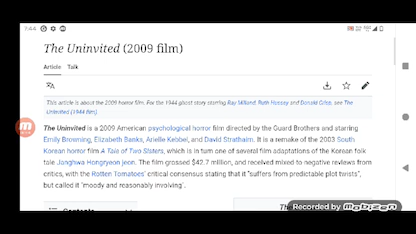 7:44
The Uninvited (2009 film)
Article Talk
This article is about the 2009 horror film. For the 1944 ghost story starring Ray Milland, Ruth Hussey and Donald Crisp, see The
Uninvited (1944 film).
The Uninvited is a 2009 American psychological horror film directed by the Guard Brothers and starring
Emily Browning, Elizabeth Banks, Arielle Kebbel, and David Strathairn. It is a remake of the 2003 South
Korean horror film A Tale of Two Sisters, which is in turn one of several film adaptations of the Korean folk
tale Janghwa Hongryeon jeon. The film grossed $42.7 million, and received mixed to negative reviews from
critics, with the Rotten Tomatoes' critical consensus stating that it "suffers from predictable plot twists",
but called it "moody and reasonably involving".
Contents
The
Recorded by Mobizen